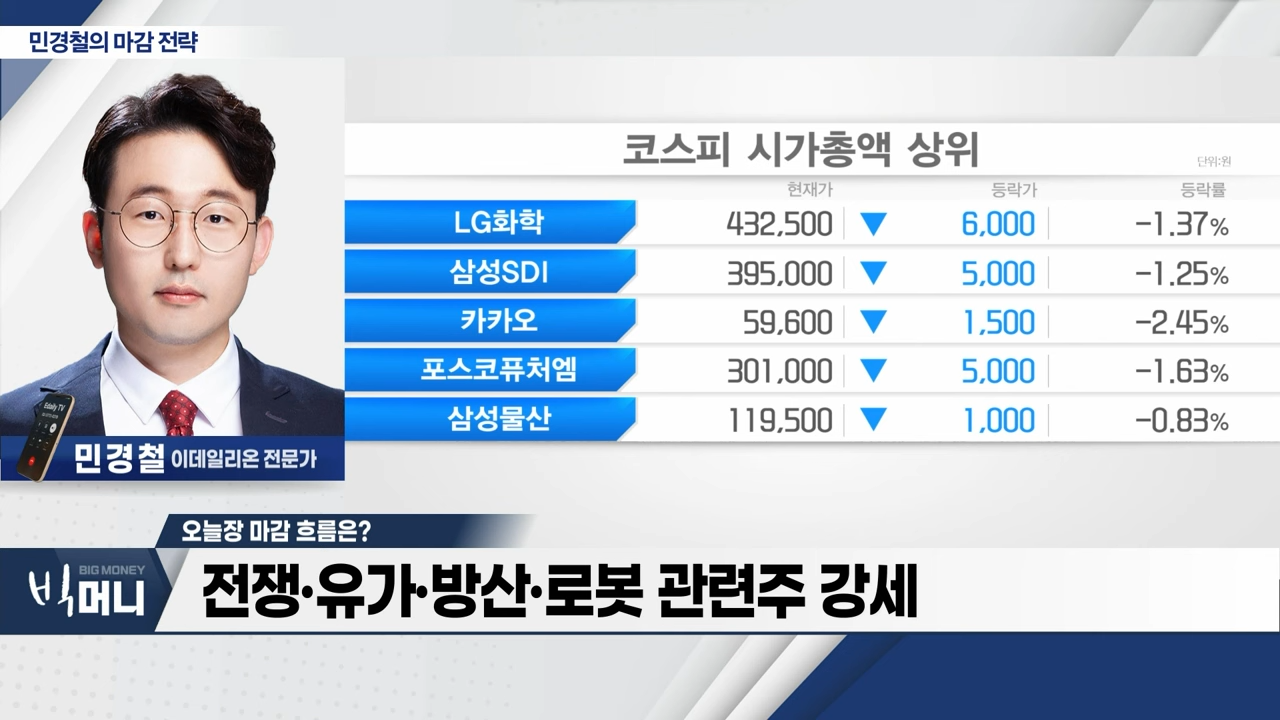 민경철의 마감 전략
코스피 시가총액 상위
단위:원
현재가 등락가 등락률
LG화학 432,500 ▼ 6,000 -1.37%
삼성SDI 395,000 ▼ 5,000 -1.25%
카카오 59,600 ▼ 1,500 -2.45%
포스코퓨처엠 301,000 ▼ 5,000 -1.63%
삼성물산 119,500 ▼ 1,000 -0.83%
Edaily TV
민경철 이데일리온 전문가
오늘장 마감 흐름은?
BIG MONEY
빅머니
전쟁·유가·방산·로봇 관련주 강세